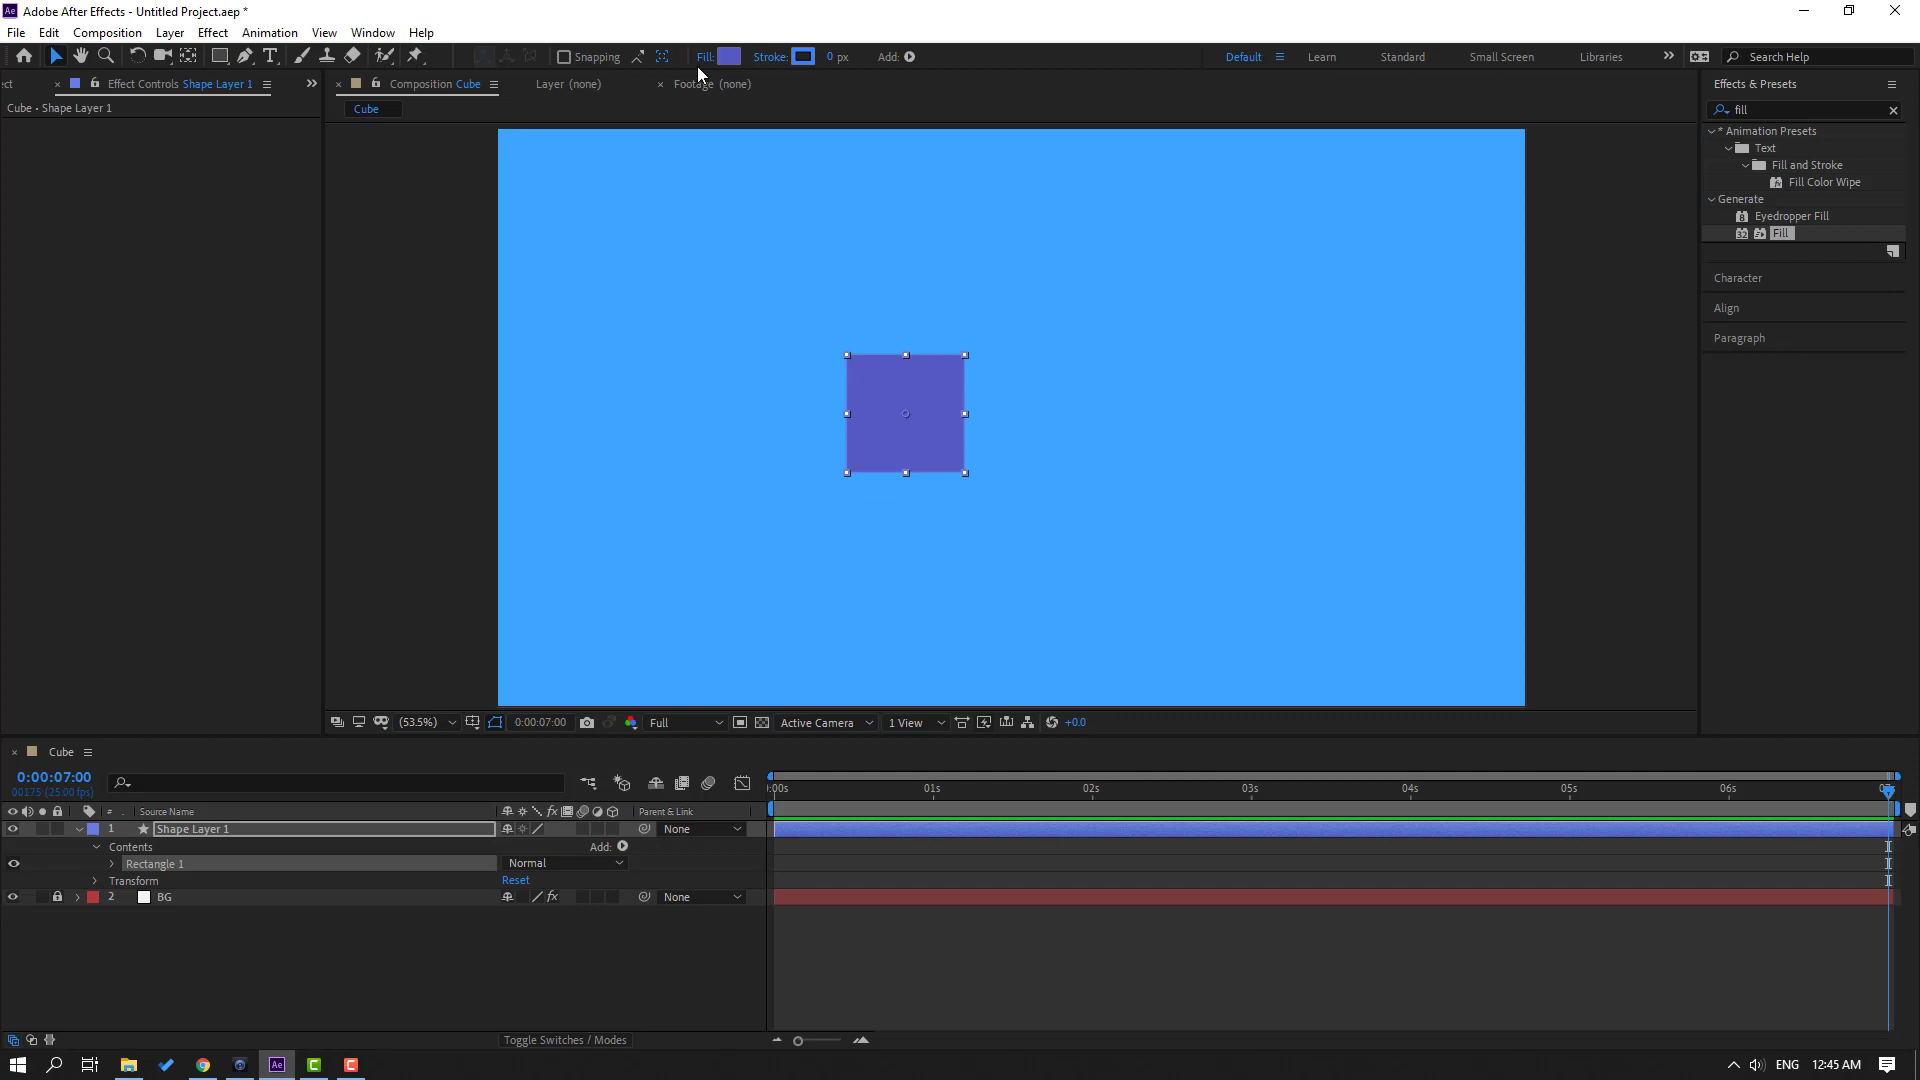 Adobe After Effects - Untitled Project.aep *
File Edit Composition Layer Effect Animation View Window Help
Snapping Fill: Stroke: 0 px Add: Default Learn Standard Small Screen Libraries Search Help
ect Effect Controls Shape Layer 1 Composition Cube Layer (none) Footage (none) Effects & Presets
Cube • Shape Layer 1
Cube
fill
* Animation Presets
Text
Fill and Stroke
Fill Color Wipe
Generate
Eyedropper Fill
Fill
Character
Align
Paragraph
(53.5%) 0:00:07:00 Full Active Camera 1 View +0.0
Cube
0:00:07:00
00175 (25.00 fps)
:00s 01s 02s 03s 04s 05s 06s
# Source Name Parent & Link
1 Shape Layer 1 None
Contents Add:
Rectangle 1 Normal
Transform Reset
2 BG None
Toggle Switches / Modes
ENG 12:45 AM